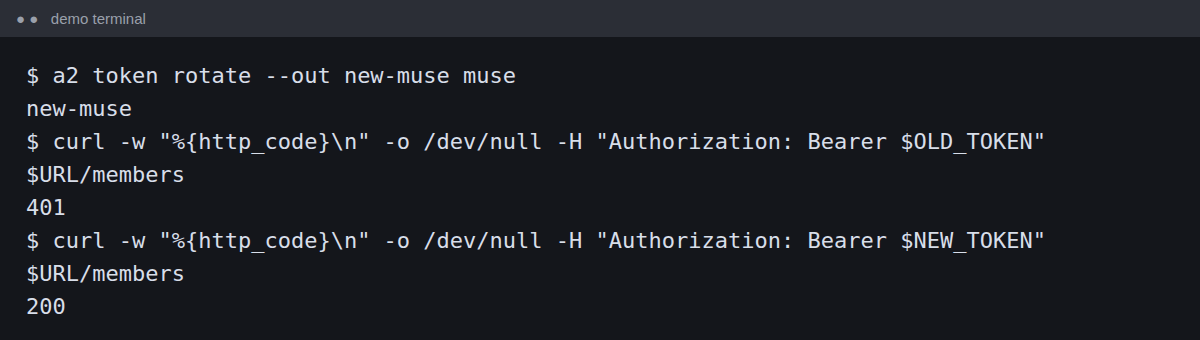 demo terminal
$ a2 token rotate --out new-muse muse
new-muse
$ curl -w "%{http_code}\n" -o /dev/null -H "Authorization: Bearer $OLD_TOKEN"
$URL/members
401
$ curl -w "%{http_code}\n" -o /dev/null -H "Authorization: Bearer $NEW_TOKEN"
$URL/members
200